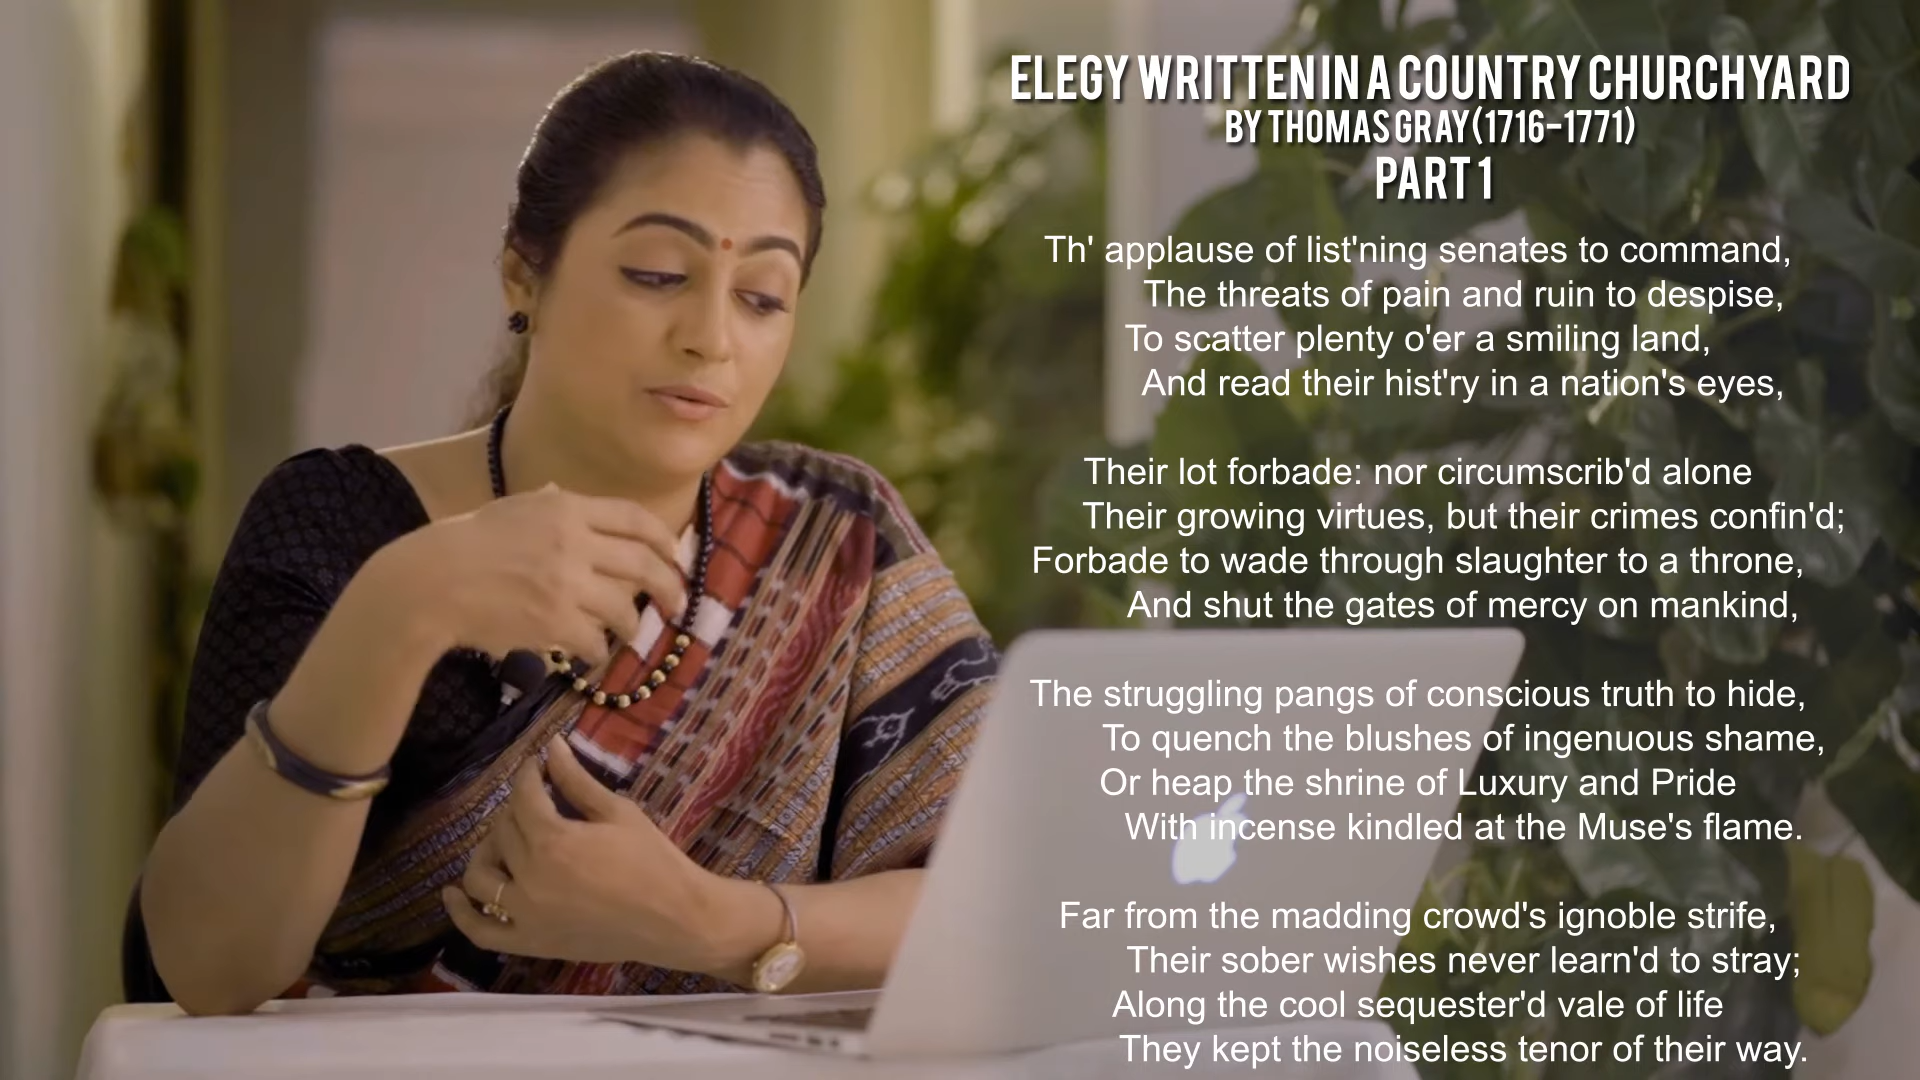 ELEGY WRITTEN IN A COUNTRY CHURCHYARD
BY THOMAS GRAY (1716-1771)
PART 1
Th' applause of list'ning senates to command,
The threats of pain and ruin to despise,
To scatter plenty o'er a smiling land,
And read their hist'ry in a nation's eyes,
Their lot forbade: nor circumscrib'd alone
Their growing virtues, but their crimes confin'd;
Forbade to wade through slaughter to a throne,
And shut the gates of mercy on mankind,
The struggling pangs of conscious truth to hide,
To quench the blushes of ingenuous shame,
Or heap the shrine of Luxury and Pride
With incense kindled at the Muse's flame.
Far from the madding crowd's ignoble strife,
Their sober wishes never learn'd to stray;
Along the cool sequester'd vale of life
They kept the noiseless tenor of their way.